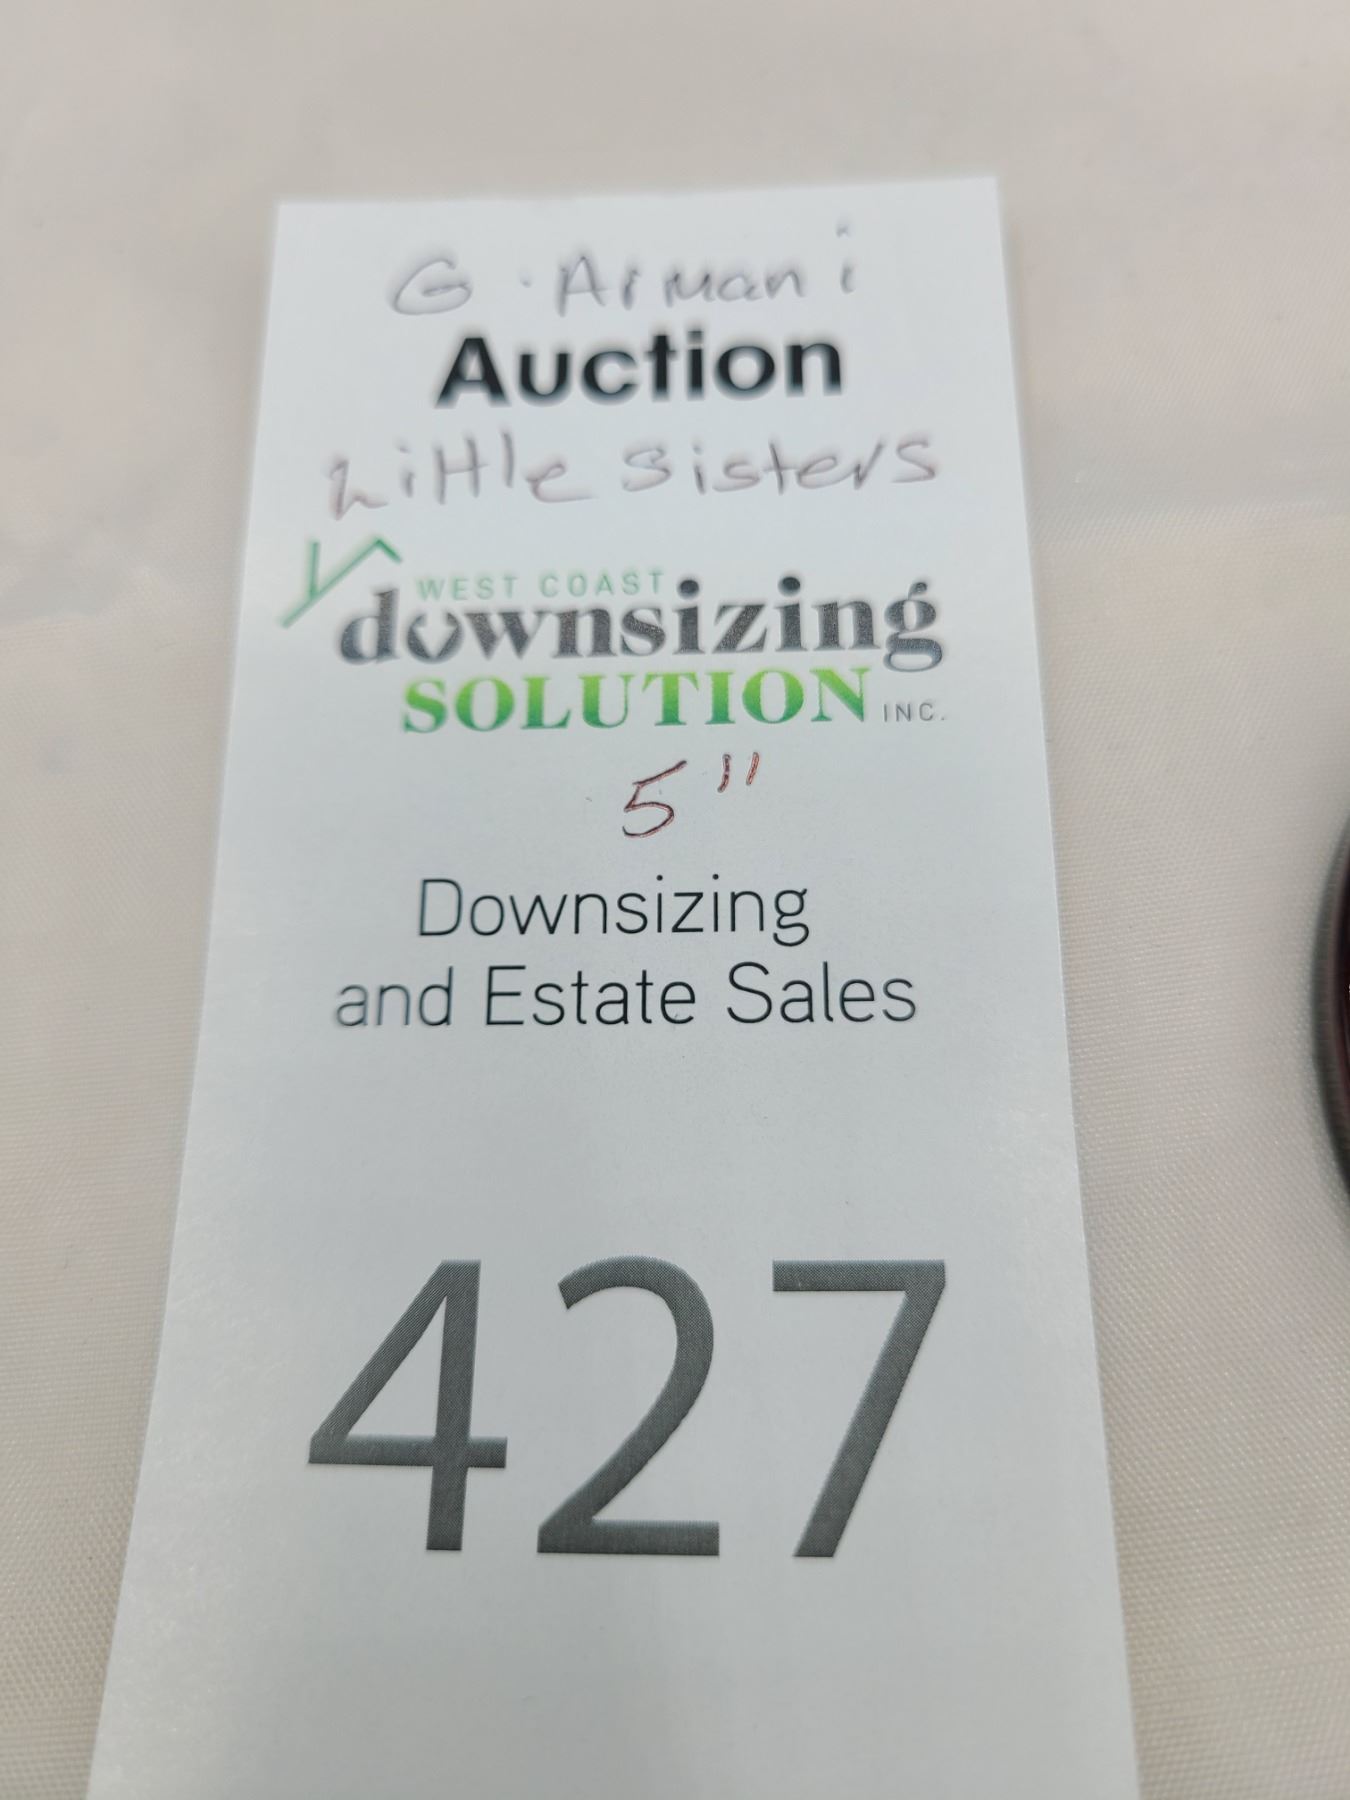 G. Armani
Auction
Little Sisters
WEST COAST
downsizing
SOLUTION INC.
5"
Downsizing
and Estate Sales
427